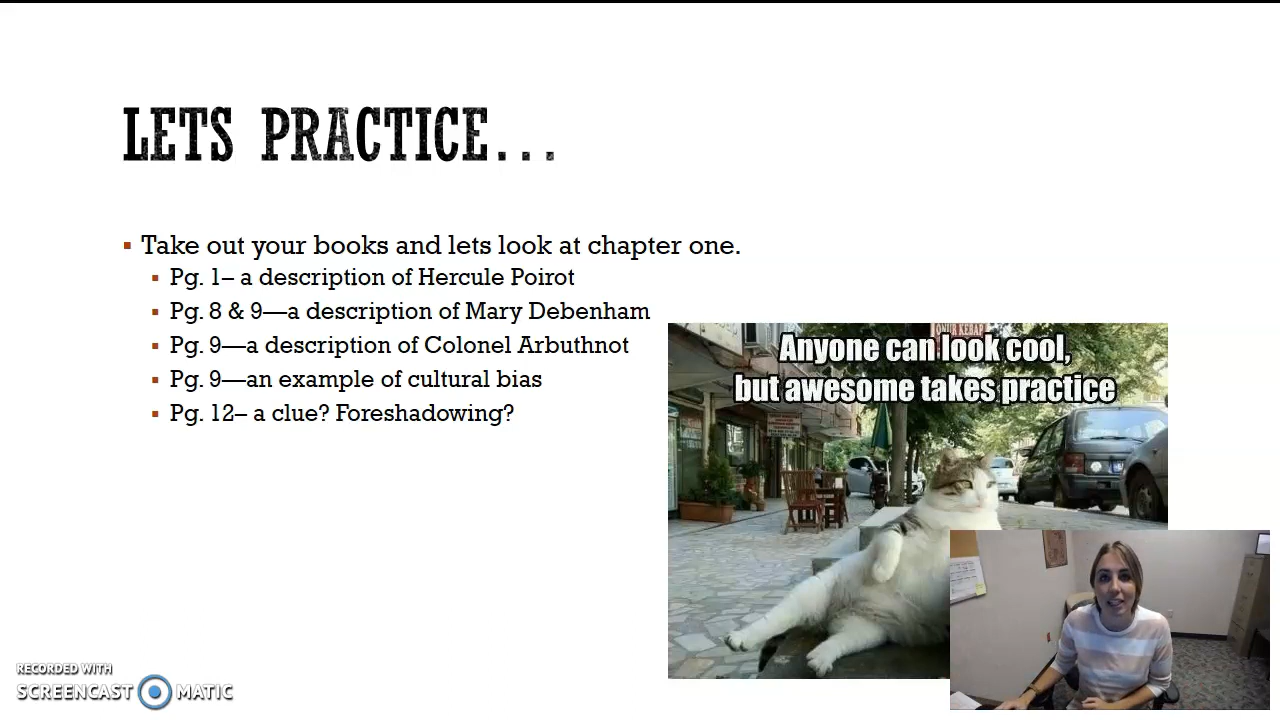 LETS PRACTICE...
Take out your books and lets look at chapter one.
Pg. 1– a description of Hercule Poirot
Pg. 8 & 9—a description of Mary Debenham
Pg. 9—a description of Colonel Arbuthnot
Pg. 9—an example of cultural bias
Pg. 12– a clue? Foreshadowing?
ONUR KEBAP
Anyone can look cool,
but awesome takes practice
RECORDED WITH
SCREENCAST MATIC